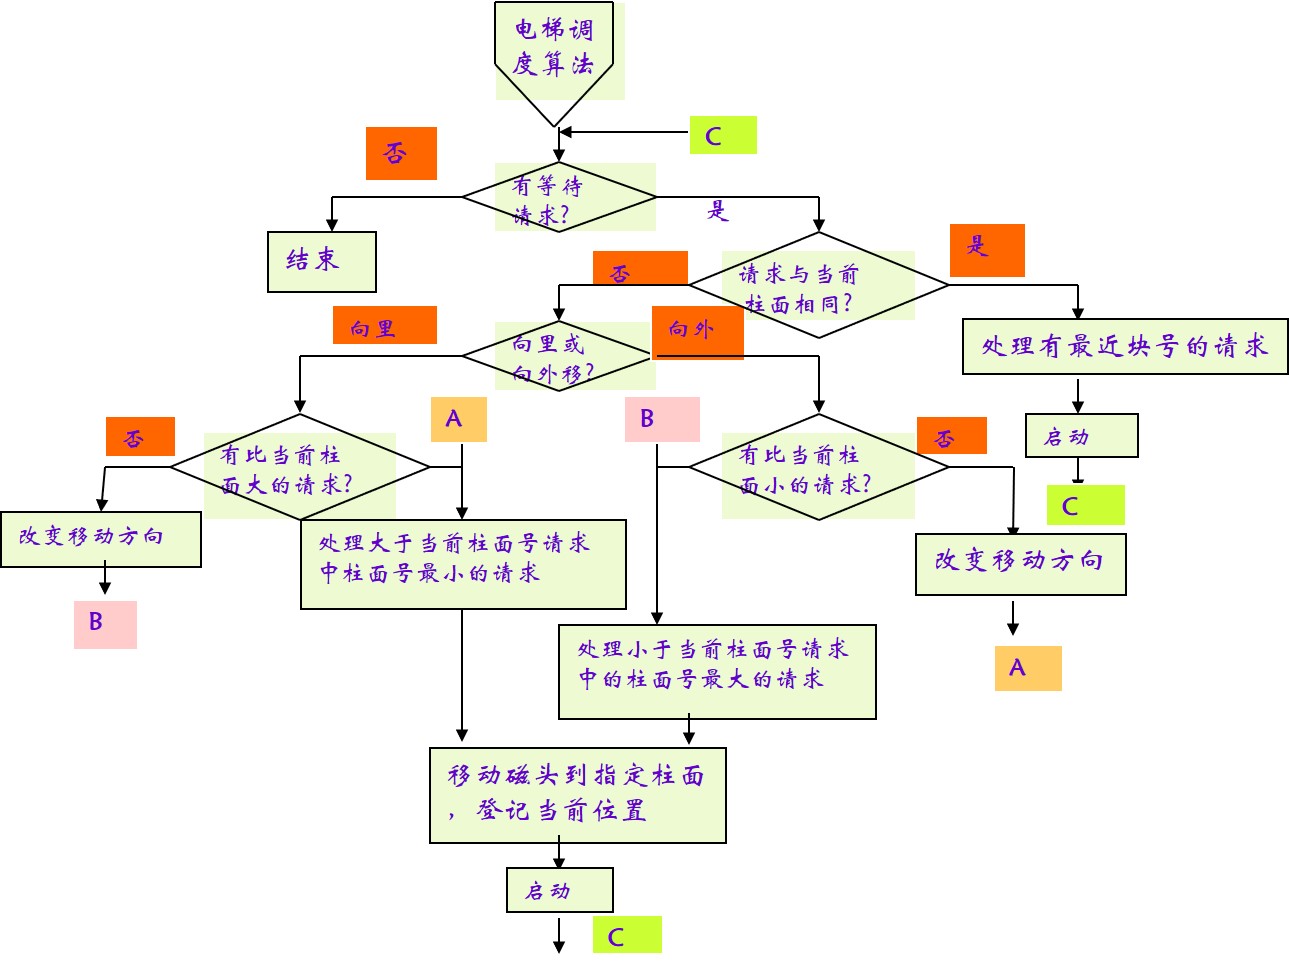 电梯调
度算法
C
否
有等待
请求?
是
结束
是
否
请求与当前
柱面相同?
向里
向外
向里或
向外移?
处理有最近块号的请求
A
B
否
否
启动
有比当前柱
面大的请求?
有比当前柱
面小的请求?
C
改变移动方向
处理大于当前柱面号请求
中柱面号最小的请求
改变移动方向
B
处理小于当前柱面号请求
中的柱面号最大的请求
A
移动磁头到指定柱面
，登记当前位置
启动
C